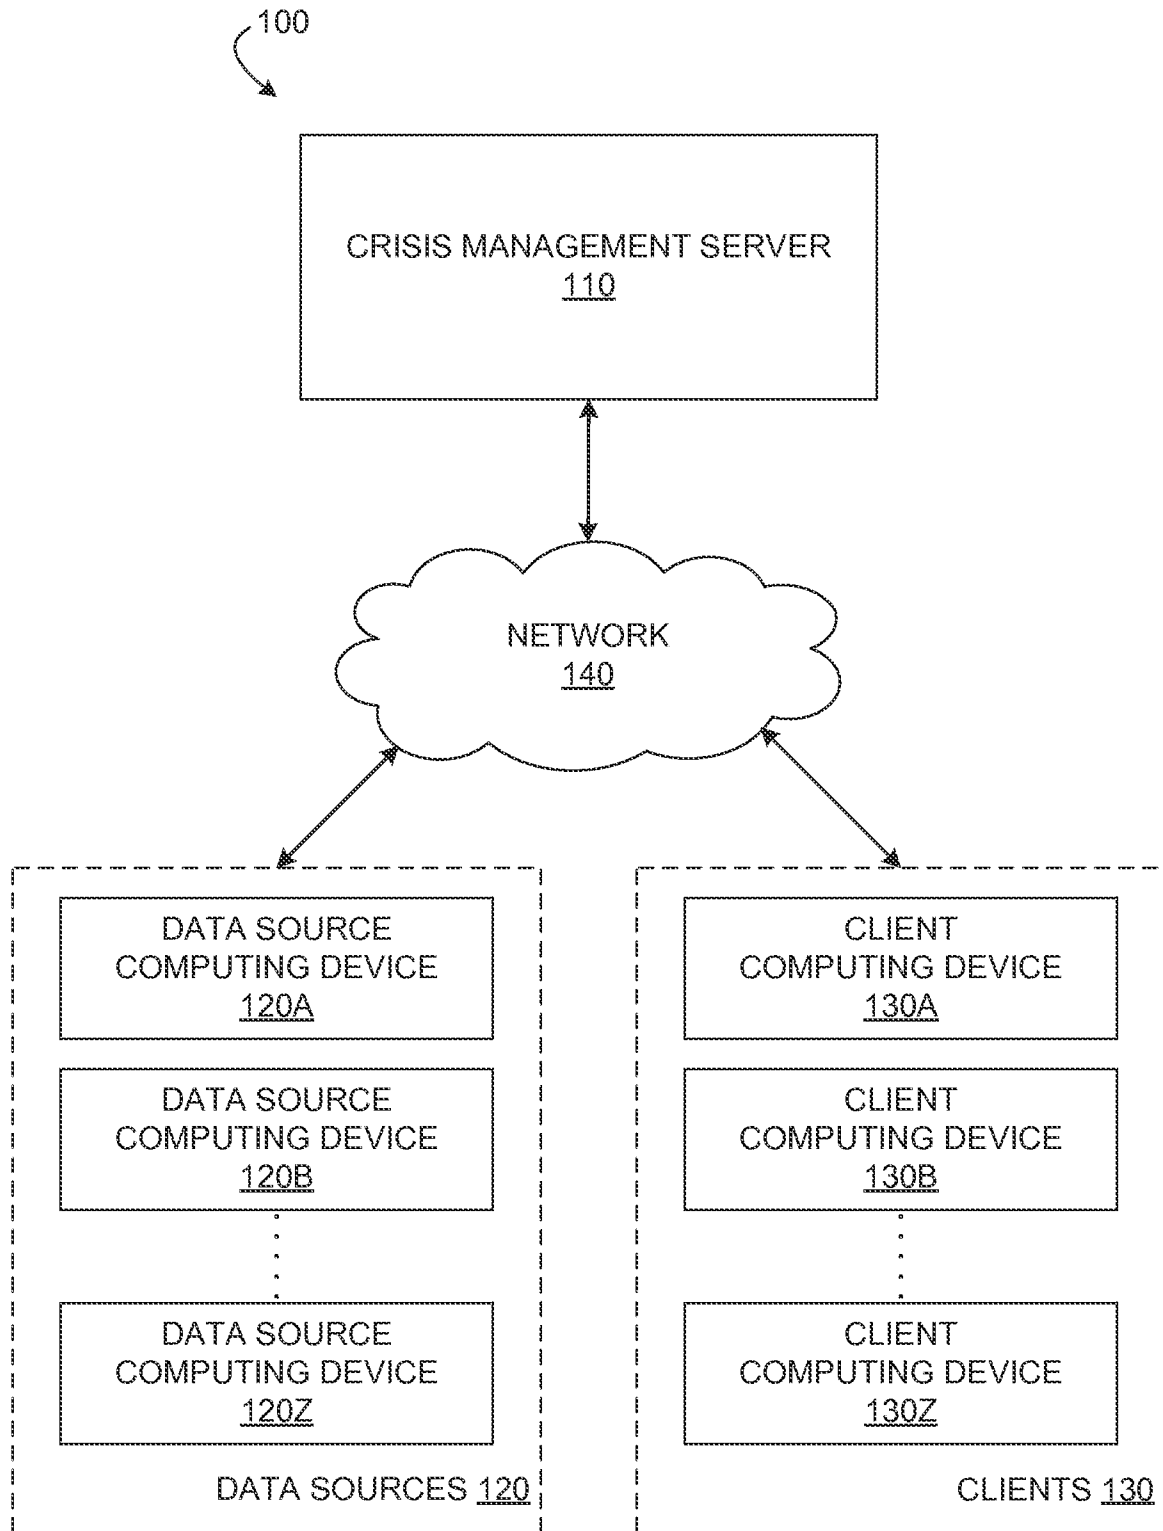 100
CRISIS MANAGEMENT SERVER
110
NETWORK
140
DATA SOURCE
COMPUTING DEVICE
120A
DATA SOURCE
COMPUTING DEVICE
120B
DATA SOURCE
COMPUTING DEVICE
120Z
DATA SOURCES 120
CLIENT
COMPUTING DEVICE
130A
CLIENT
COMPUTING DEVICE
130B
CLIENT
COMPUTING DEVICE
130Z
CLIENTS 130